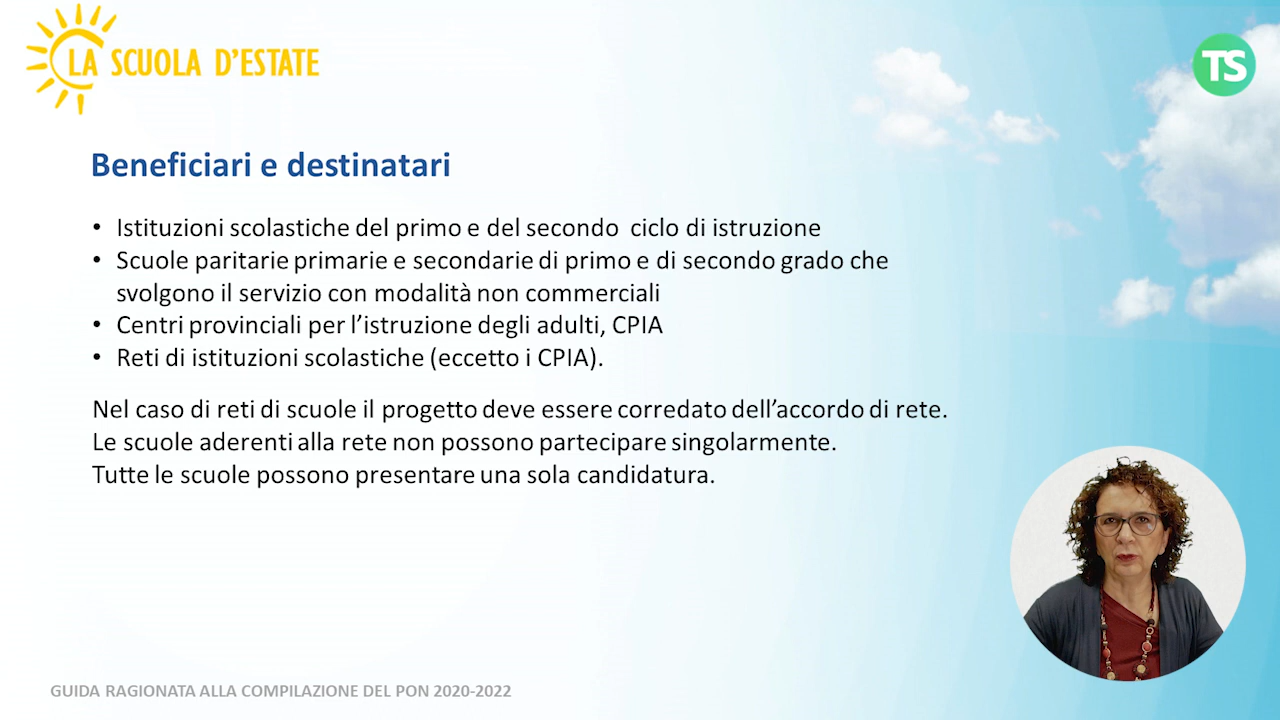 LA SCUOLA D'ESTATE
TS
Beneficiari e destinatari
• Istituzioni scolastiche del primo e del secondo ciclo di istruzione
• Scuole paritarie primarie e secondarie di primo e di secondo grado che
svolgono il servizio con modalità non commerciali
• Centri provinciali per l’istruzione degli adulti, CPIA
• Reti di istituzioni scolastiche (eccetto i CPIA).
Nel caso di reti di scuole il progetto deve essere corredato dell’accordo di rete.
Le scuole aderenti alla rete non possono partecipare singolarmente.
Tutte le scuole possono presentare una sola candidatura.
GUIDA RAGIONATA ALLA COMPILAZIONE DEL PON 2020-2022